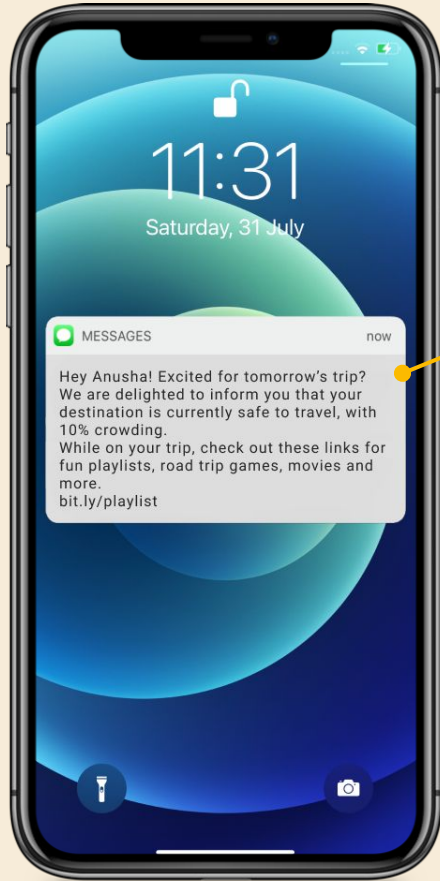 11:31
Saturday, 31 July
MESSAGES now
Hey Anusha! Excited for tomorrow's trip?
We are delighted to inform you that your
destination is currently safe to travel, with
10% crowding.
While on your trip, check out these links for
fun playlists, road trip games, movies and
more.
bit.ly/playlist